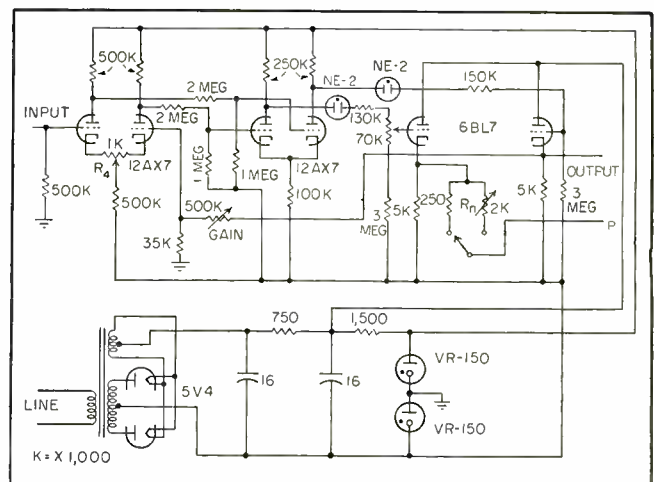 500K
250K
NE-2
NE-2
150K
2 MEG
INPUT
2 MEG
130K
70K
6BL7
1K
12AX7
R4
1 MEG
1 MEG
12AX7
OUTPUT
500K
500K
100K
250
Rn
2K
5K
3 MEG
500K
GAIN
3 MEG
5K
P
35K
750
1,500
VR-150
LINE
5V4
16
16
VR-150
K = X 1,000